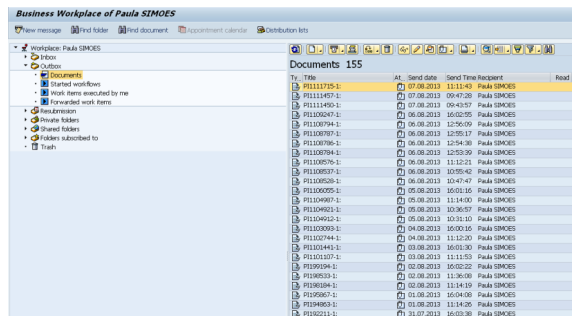 Business Workplace of Paula SIMOES
New message Find folder Find document Appointment calendar Distribution lists
Workplace: Paula SIMOES
Inbox
Outbox
Documents
Started workflows
Work items executed by me
Forwarded work items
Resubmission
Private folders
Shared folders
Folders subscribed to
Trash
Documents 155
Ty.. Title At.. Send date Send Time Recipient Read
PI1111715-1: 07.08.2013 11:11:43 Paula SIMOES
PI1111457-1: 07.08.2013 09:47:28 Paula SIMOES
PI1111450-1: 07.08.2013 09:43:57 Paula SIMOES
PI1109247-1: 06.08.2013 16:02:55 Paula SIMOES
PI1108794-1: 06.08.2013 12:56:09 Paula SIMOES
PI1108787-1: 06.08.2013 12:55:17 Paula SIMOES
PI1108786-1: 06.08.2013 12:54:38 Paula SIMOES
PI1108784-1: 06.08.2013 12:53:39 Paula SIMOES
PI1108576-1: 06.08.2013 11:12:21 Paula SIMOES
PI1108537-1: 06.08.2013 10:55:42 Paula SIMOES
PI1108528-1: 06.08.2013 10:47:47 Paula SIMOES
PI1106055-1: 05.08.2013 16:01:16 Paula SIMOES
PI1104987-1: 05.08.2013 11:14:00 Paula SIMOES
PI1104921-1: 05.08.2013 10:36:57 Paula SIMOES
PI1104912-1: 05.08.2013 10:31:10 Paula SIMOES
PI1103093-1: 04.08.2013 16:00:16 Paula SIMOES
PI1102744-1: 04.08.2013 11:12:20 Paula SIMOES
PI1101441-1: 03.08.2013 16:01:30 Paula SIMOES
PI1101107-1: 03.08.2013 11:11:53 Paula SIMOES
PI199194-1: 02.08.2013 16:02:22 Paula SIMOES
PI198533-1: 02.08.2013 11:36:08 Paula SIMOES
PI198184-1: 02.08.2013 11:14:19 Paula SIMOES
PI195867-1: 01.08.2013 16:04:08 Paula SIMOES
PI194863-1: 01.08.2013 11:14:26 Paula SIMOES
PI192211-1: 31.07.2013 16:03:38 Paula SIMOES